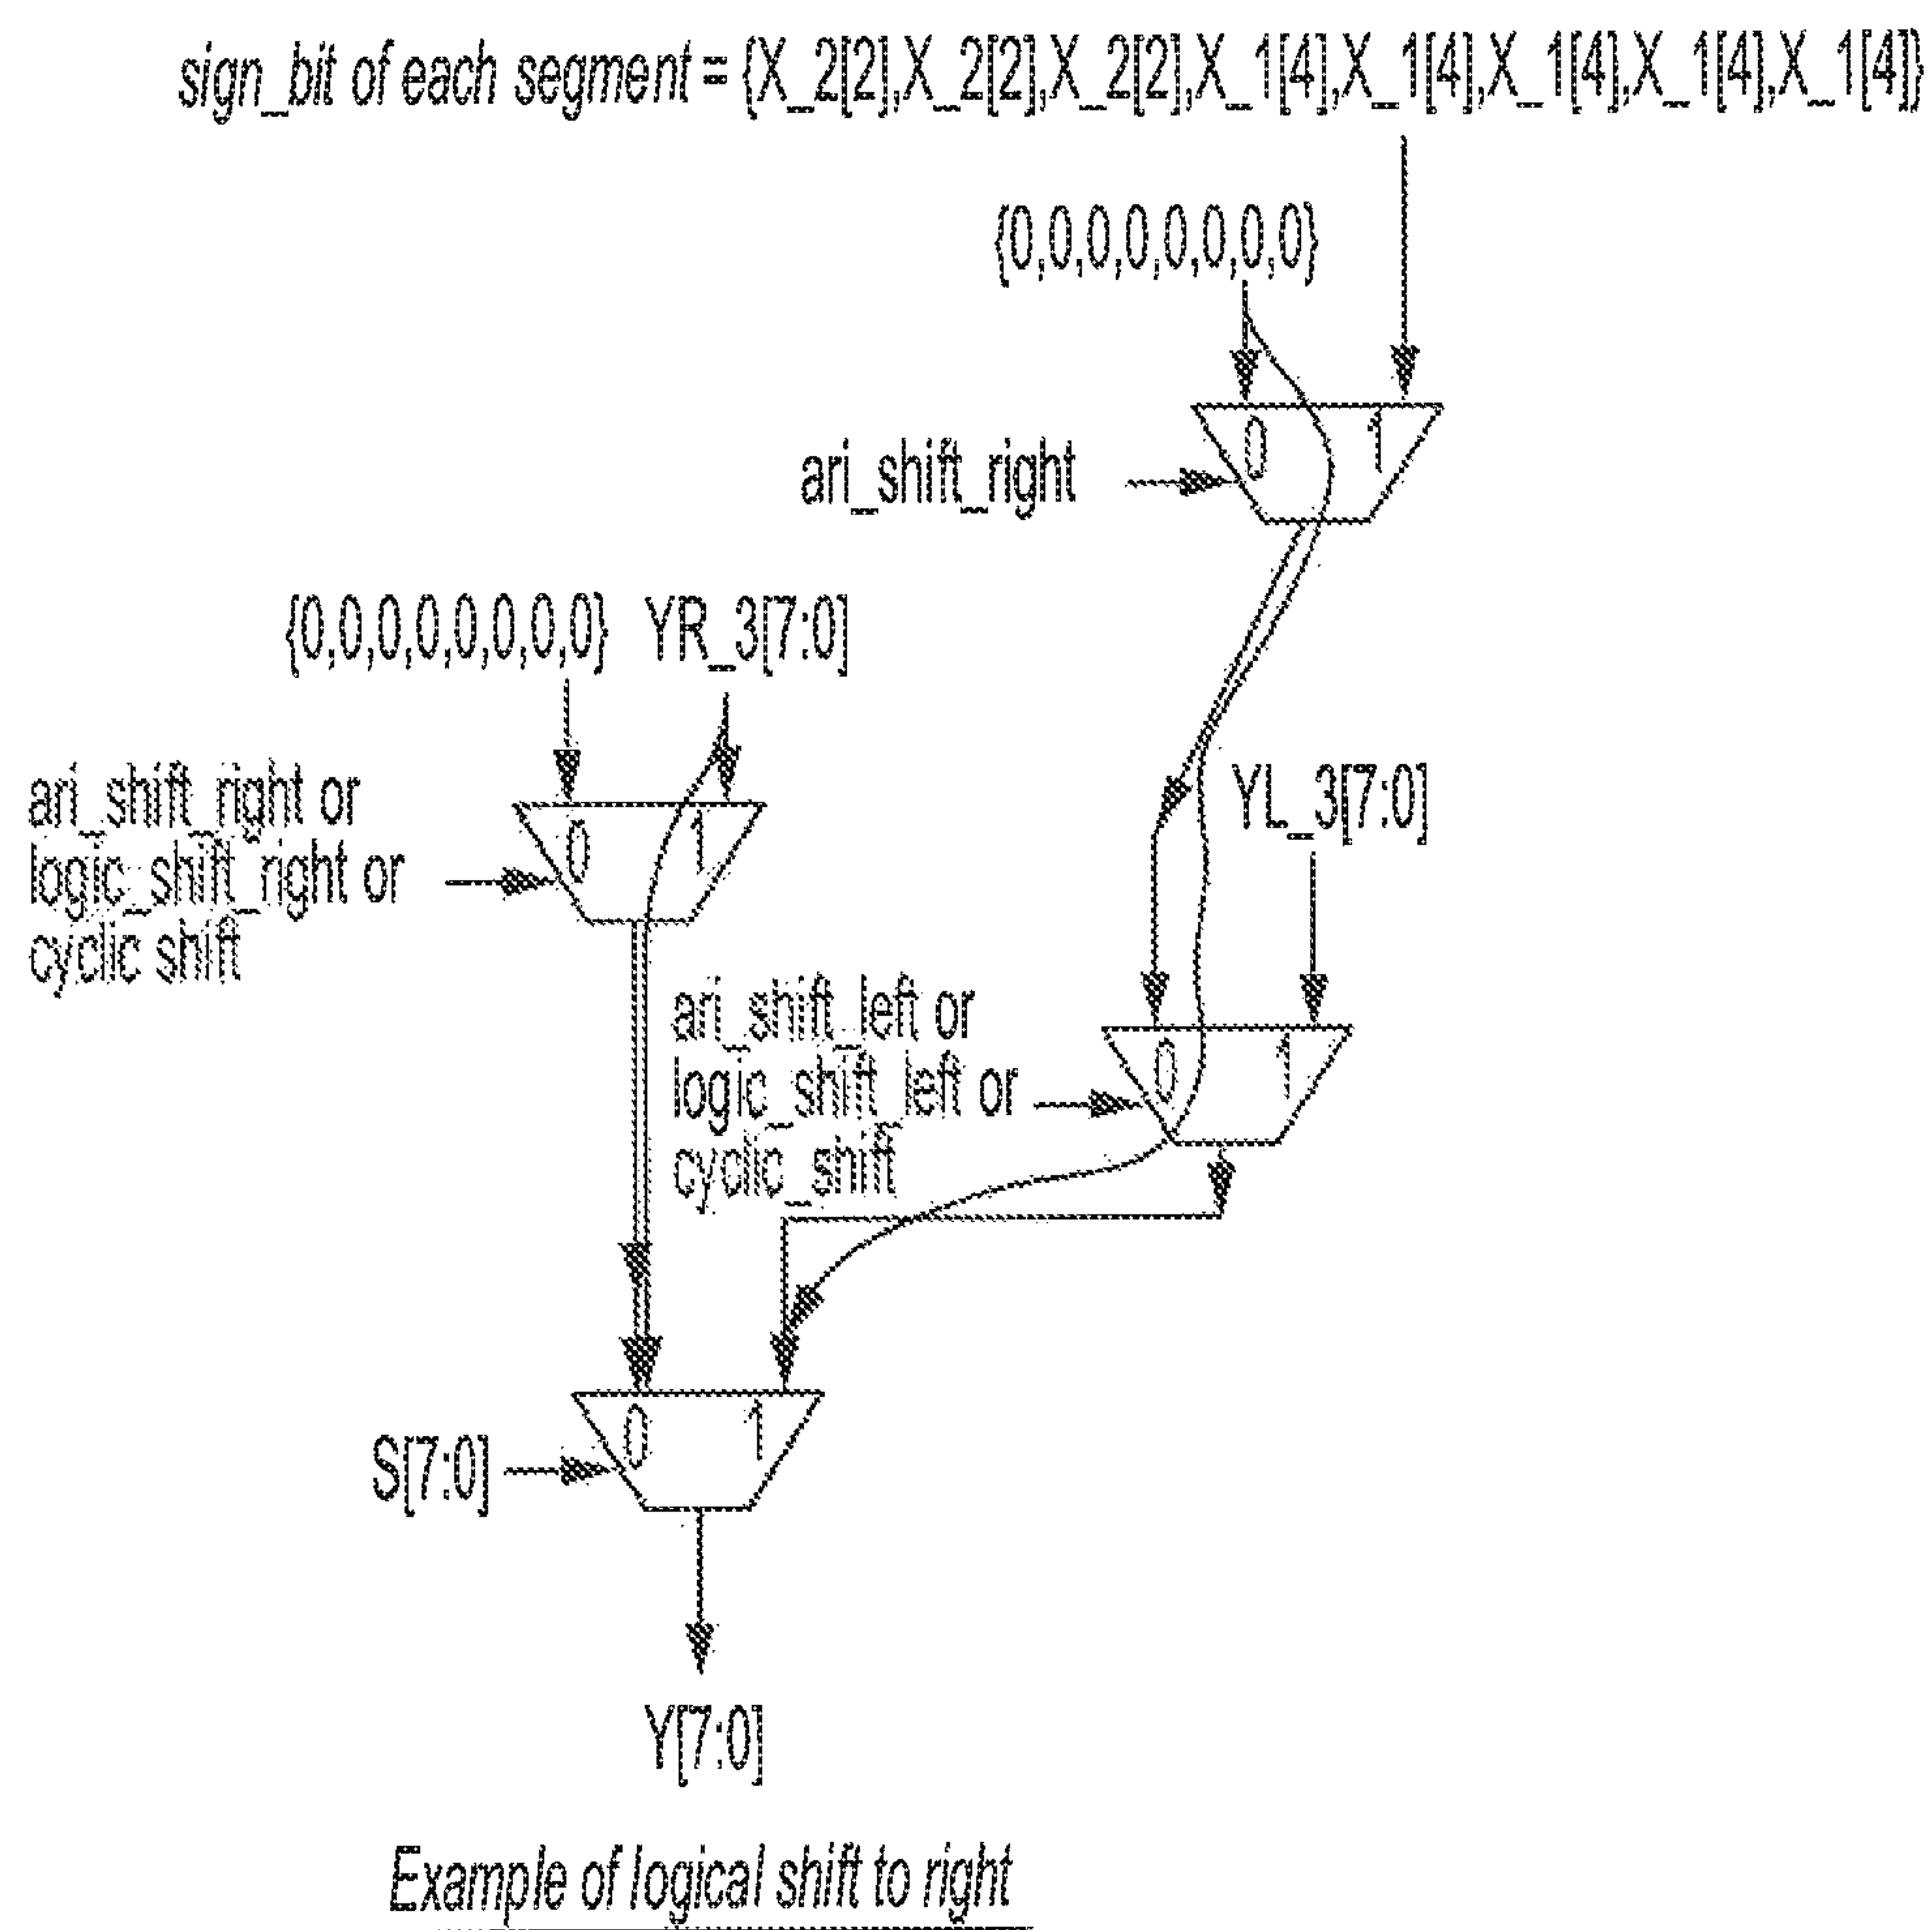 sign_bit of each segment = {X_2[2],X_2[2],X_2[2],X_1[4],X_1[4],X_1[4],X_1[4],X_1[4]}
{0,0,0,0,0,0,0,0}
0 1
ari_shift_right
{0,0,0,0,0,0,0,0} YR_3[7:0]
YL_3[7:0]
ari_shift_right or
logic_shift_right or
cyclic shift
0 1
ari_shift_left or
logic_shift_left or
cyclic_shift
0 1
0 1
S[7:0]
Y[7:0]
Example of logical shift to right